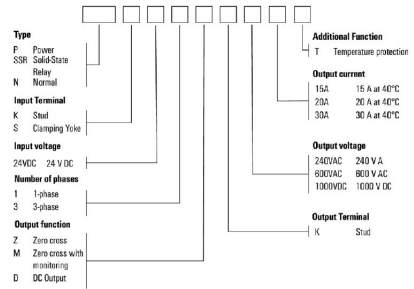 Type
P Power
SSR Solid-State
Relay
N Normal
Input Terminal
K Stud
S Clamping Yoke
Input voltage
24VDC 24 V DC
Number of phases
1 1-phase
3 3-phase
Output function
Z Zero cross
M Zero cross with
monitoring
D DC Output
Additional Function
T Temperature protection
Output current
15A 15 A at 40°C
20A 20 A at 40°C
30A 30 A at 40°C
Output voltage
240VAC 240 V A
600VAC 600 V AC
1000VDC 1000 V DC
Output Terminal
K Stud